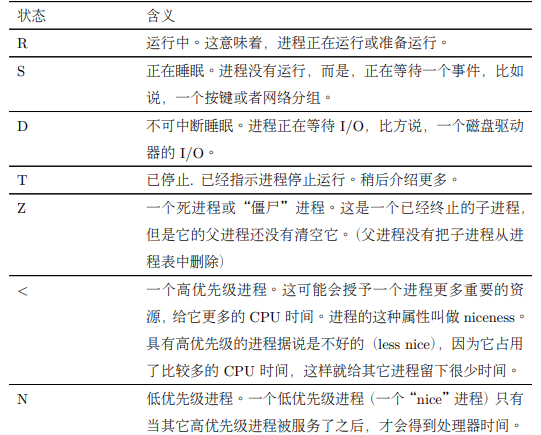 状态 含义
R 运行中。这意味着，进程正在运行或准备运行。
S 正在睡眠。进程没有运行，而是，正在等待一个事件，比如
说，一个按键或者网络分组。
D 不可中断睡眠。进程正在等待 I/O，比方说，一个磁盘驱动
器的 I/O。
T 已停止. 已经指示进程停止运行。稍后介绍更多。
Z 一个死进程或“僵尸”进程。这是一个已经终止的子进程，
但是它的父进程还没有清空它。（父进程没有把子进程从进
程表中删除）
< 一个高优先级进程。这可能会授予一个进程更多重要的资
源，给它更多的 CPU 时间。进程的这种属性叫做 niceness。
具有高优先级的进程据说是不好的（less nice），因为它占用
了比较多的 CPU 时间，这样就给其它进程留下很少时间。
N 低优先级进程。一个低优先级进程（一个“nice”进程）只有
当其它高优先级进程被服务了之后，才会得到处理器时间。